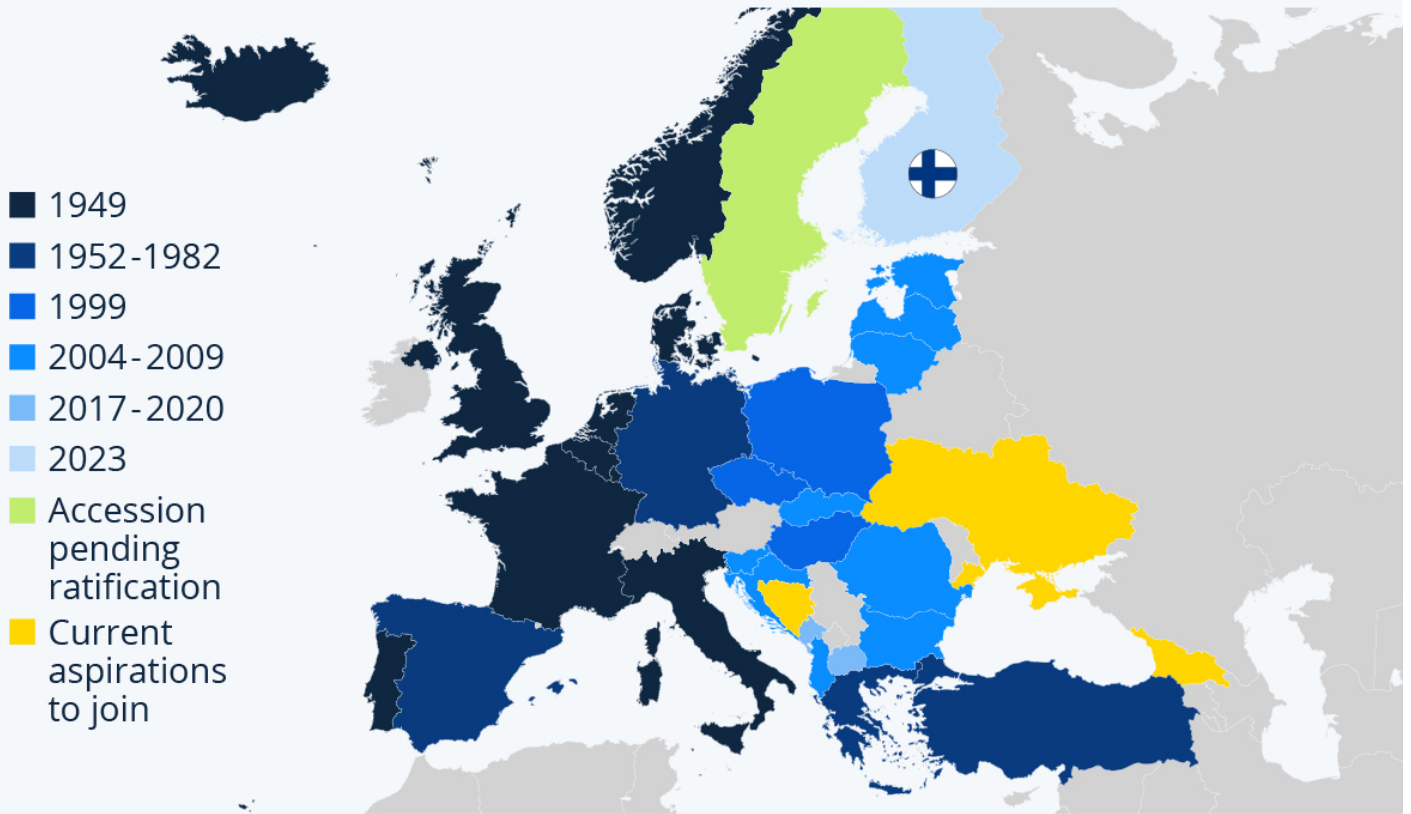 1949
1952-1982
1999
2004-2009
2017-2020
2023
Accession
pending
ratification
Current
aspirations
to join